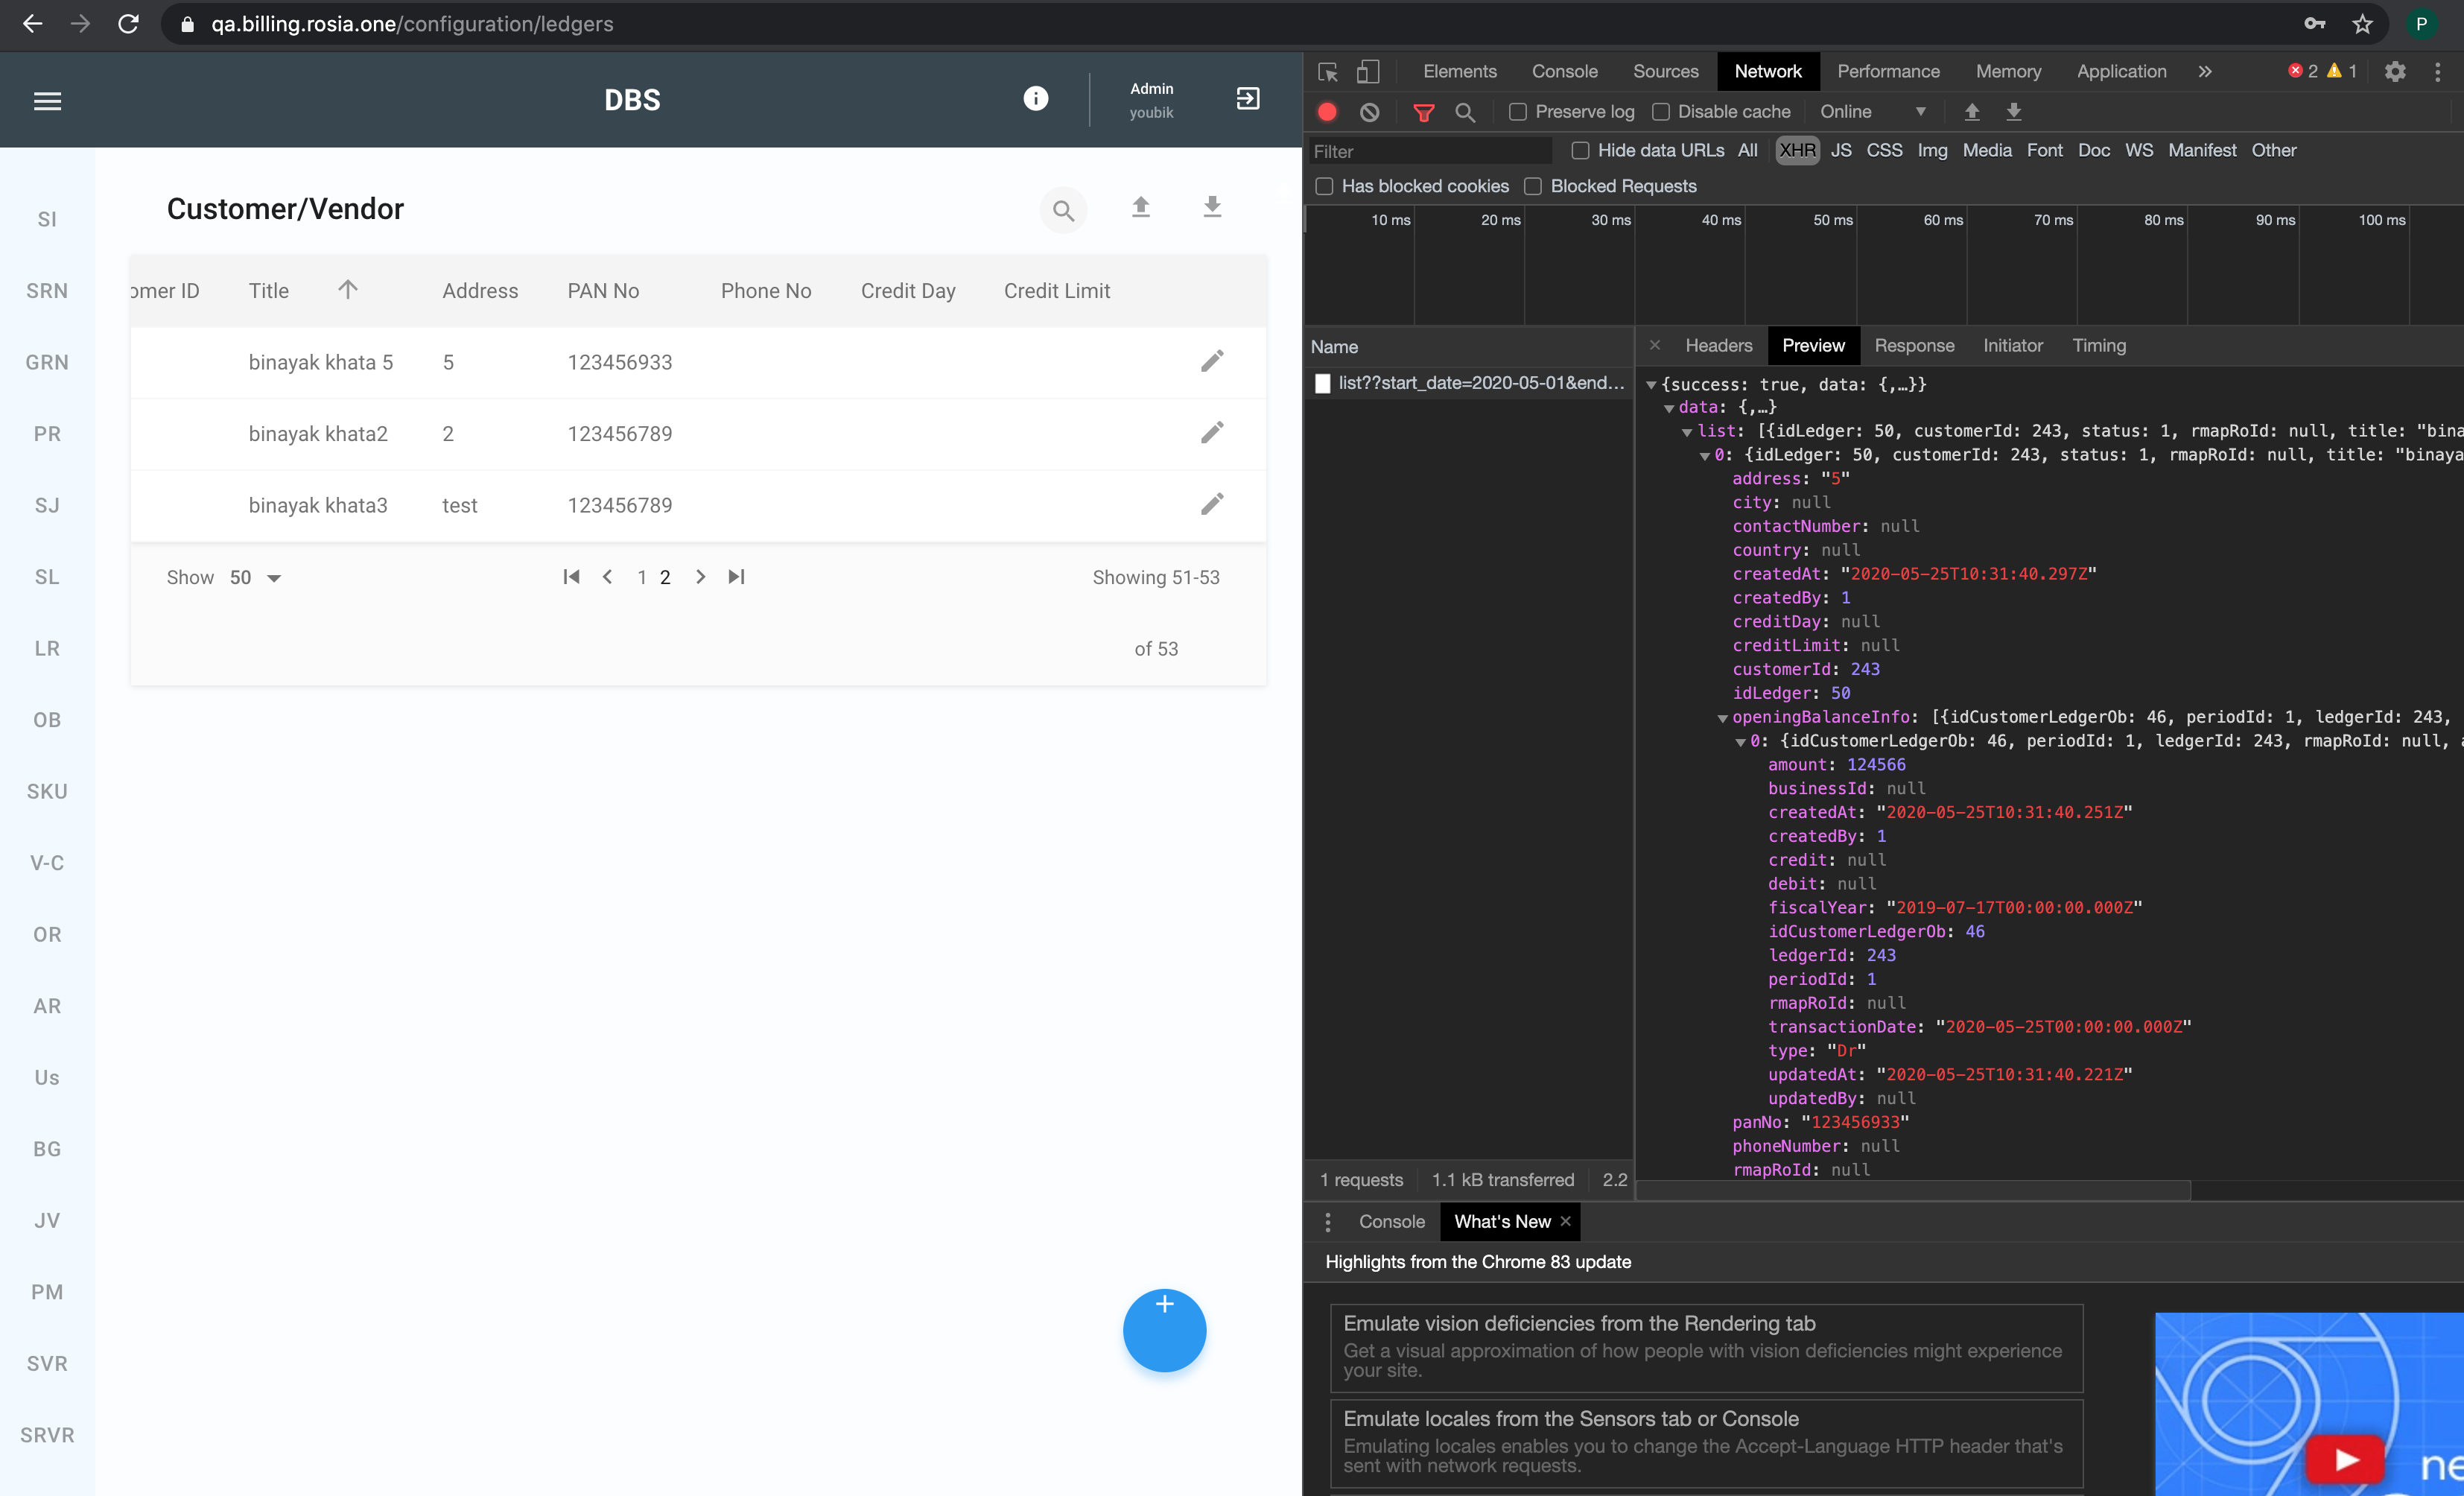 qa.billing.rosia.one/configuration/ledgers
P
DBS
Admin
youbik
SI
SRN
GRN
PR
SJ
SL
LR
OB
SKU
V-C
OR
AR
Us
BG
JV
PM
SVR
SRVR
Customer/Vendor
omer ID Title Address PAN No Phone No Credit Day Credit Limit
binayak khata 5 5 123456933
binayak khata2 2 123456789
binayak khata3 test 123456789
Show 50 1 2 Showing 51-53
of 53
+
Elements Console Sources Network Performance Memory Application » 2 1
Preserve log Disable cache Online
Filter Hide data URLs All XHR JS CSS Img Media Font Doc WS Manifest Other
Has blocked cookies Blocked Requests
10 ms 20 ms 30 ms 40 ms 50 ms 60 ms 70 ms 80 ms 90 ms 100 ms
Name
list??start_date=2020-05-01&end...
× Headers Preview Response Initiator Timing
{success: true, data: {,…}}
data: {,…}
list: [{idLedger: 50, customerId: 243, status: 1, rmapRoId: null, title: "bina
0: {idLedger: 50, customerId: 243, status: 1, rmapRoId: null, title: "binaya
address: "5"
city: null
contactNumber: null
country: null
createdAt: "2020-05-25T10:31:40.297Z"
createdBy: 1
creditDay: null
creditLimit: null
customerId: 243
idLedger: 50
openingBalanceInfo: [{idCustomerLedgerOb: 46, periodId: 1, ledgerId: 243,
0: {idCustomerLedgerOb: 46, periodId: 1, ledgerId: 243, rmapRoId: null, a
amount: 124566
businessId: null
createdAt: "2020-05-25T10:31:40.251Z"
createdBy: 1
credit: null
debit: null
fiscalYear: "2019-07-17T00:00:00.000Z"
idCustomerLedgerOb: 46
ledgerId: 243
periodId: 1
rmapRoId: null
transactionDate: "2020-05-25T00:00:00.000Z"
type: "Dr"
updatedAt: "2020-05-25T10:31:40.221Z"
updatedBy: null
panNo: "123456933"
phoneNumber: null
rmapRoId: null
1 requests 1.1 kB transferred 2.2
Console What's New ×
Highlights from the Chrome 83 update
Emulate vision deficiencies from the Rendering tab
Get a visual approximation of how people with vision deficiencies might experience
your site.
Emulate locales from the Sensors tab or Console
Emulating locales enables you to change the Accept-Language HTTP header that's
sent with network requests.
ne